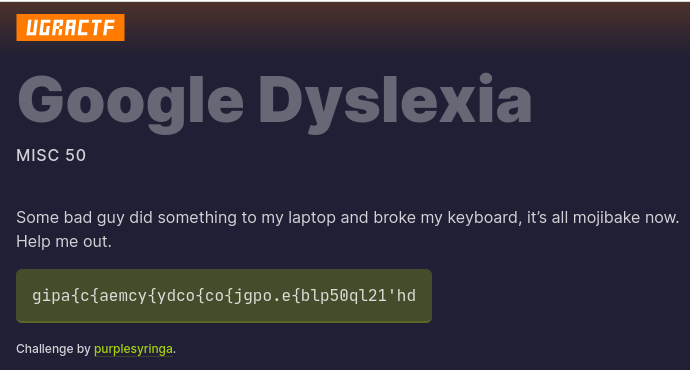 UGRACTF
Google Dyslexia
MISC 50
Some bad guy did something to my laptop and broke my keyboard, it’s all mojibake now.
Help me out.
gipa{c{aemcy{ydco{co{jgpo.e{blp50ql21'hd
Challenge by purplesyringa.